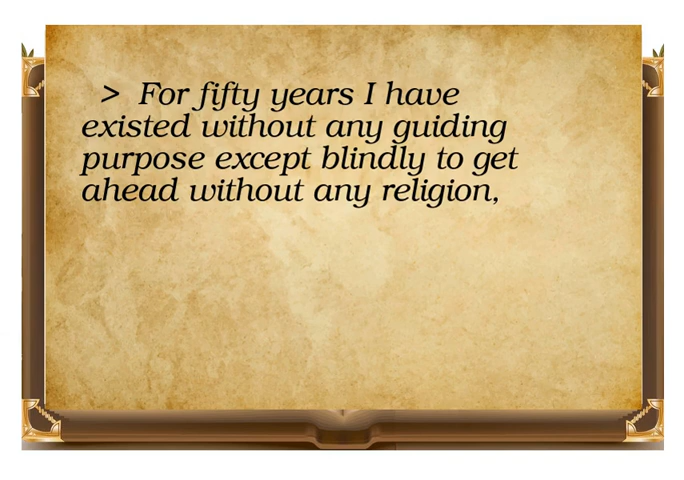 > For fifty years I have
existed without any guiding
purpose except blindly to get
ahead without any religion,